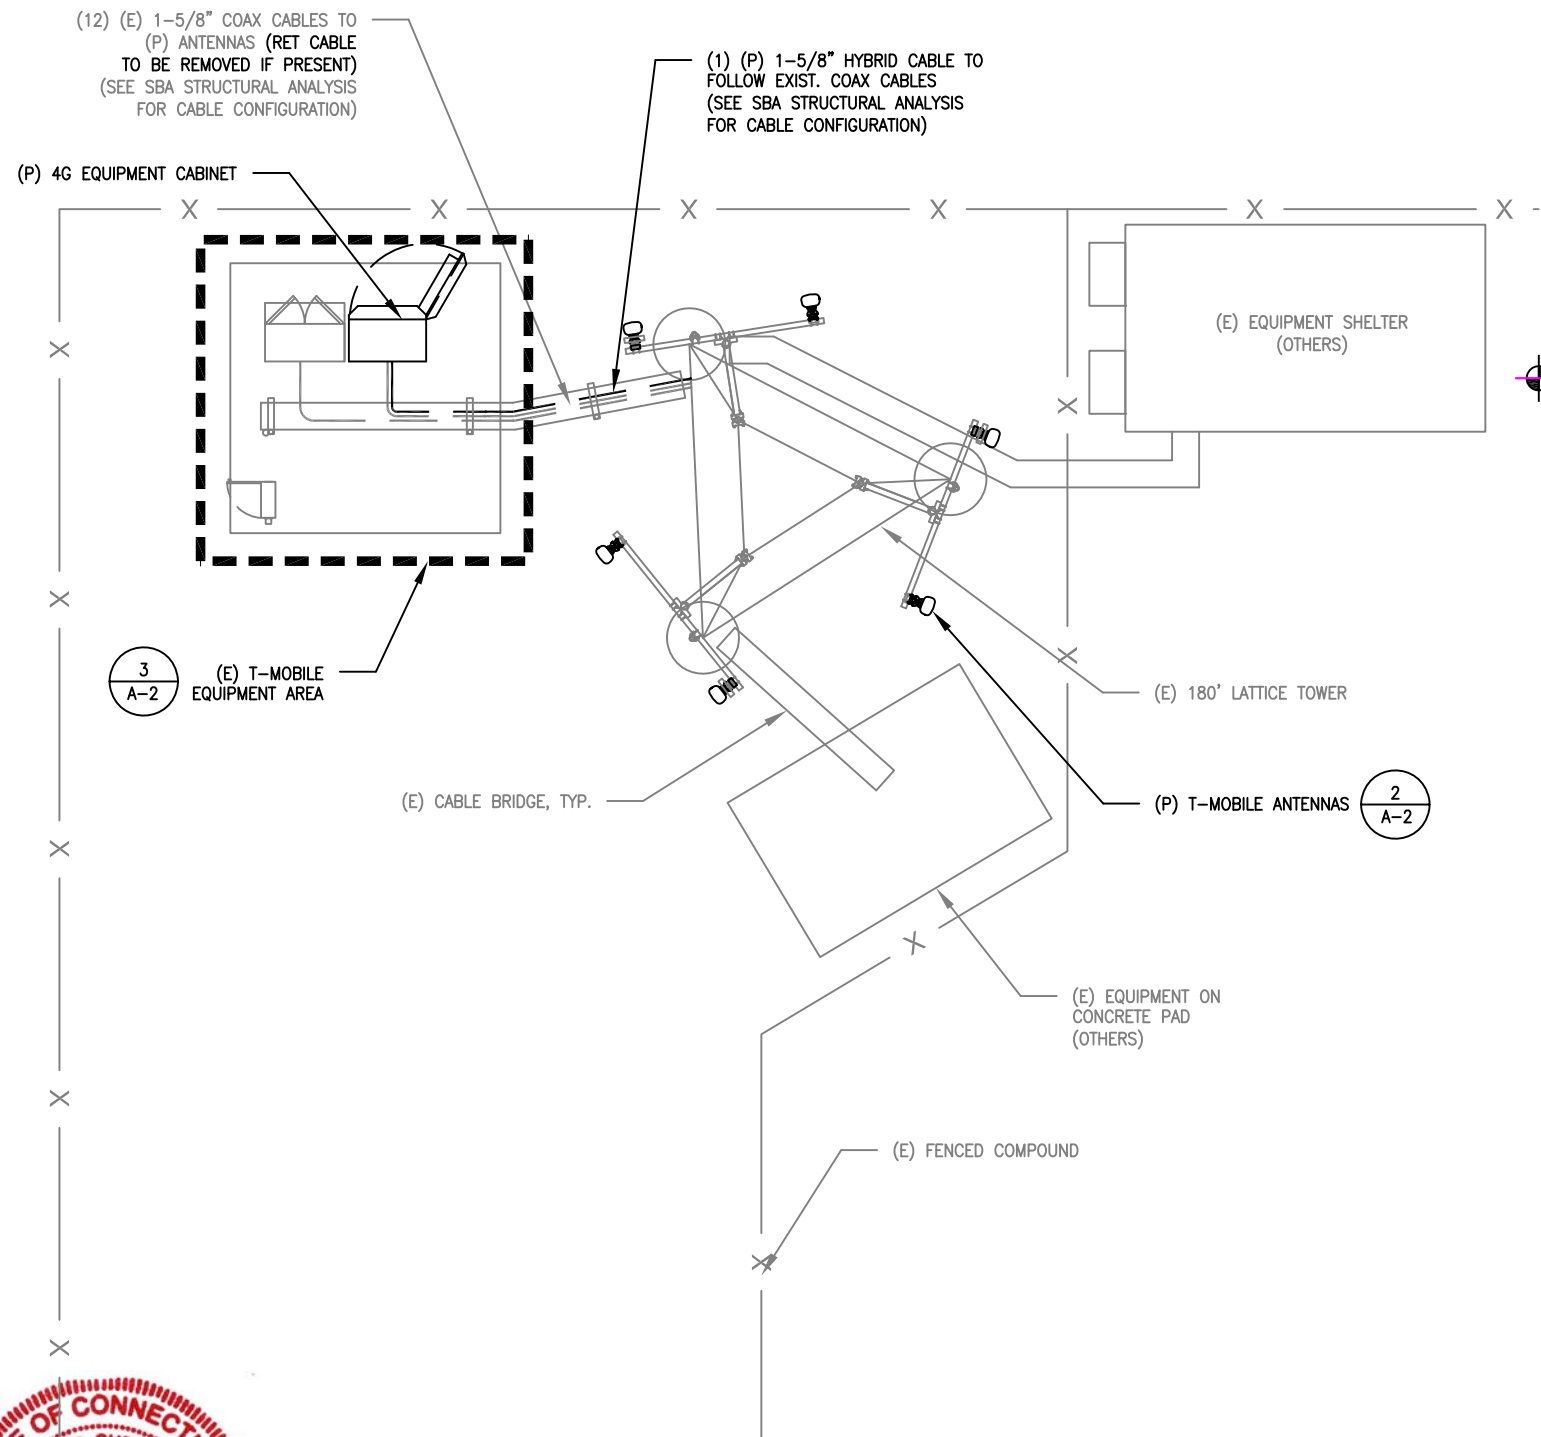 (12) (E) 1-5/8" COAX CABLES TO
(P) ANTENNAS (RET CABLE
TO BE REMOVED IF PRESENT)
(SEE SBA STRUCTURAL ANALYSIS
FOR CABLE CONFIGURATION)
(1) (P) 1-5/8" HYBRID CABLE TO
FOLLOW EXIST. COAX CABLES
(SEE SBA STRUCTURAL ANALYSIS
FOR CABLE CONFIGURATION)
(P) 4G EQUIPMENT CABINET
X X X X X X
(E) EQUIPMENT SHELTER
(OTHERS)
X
X
X
X
3
A-2
(E) T-MOBILE
EQUIPMENT AREA
(E) 180' LATTICE TOWER
(E) CABLE BRIDGE, TYP.
(P) T-MOBILE ANTENNAS
2
A-2
X
X
(E) EQUIPMENT ON
CONCRETE PAD
(OTHERS)
X
(E) FENCED COMPOUND
X
X
OF CONNECT